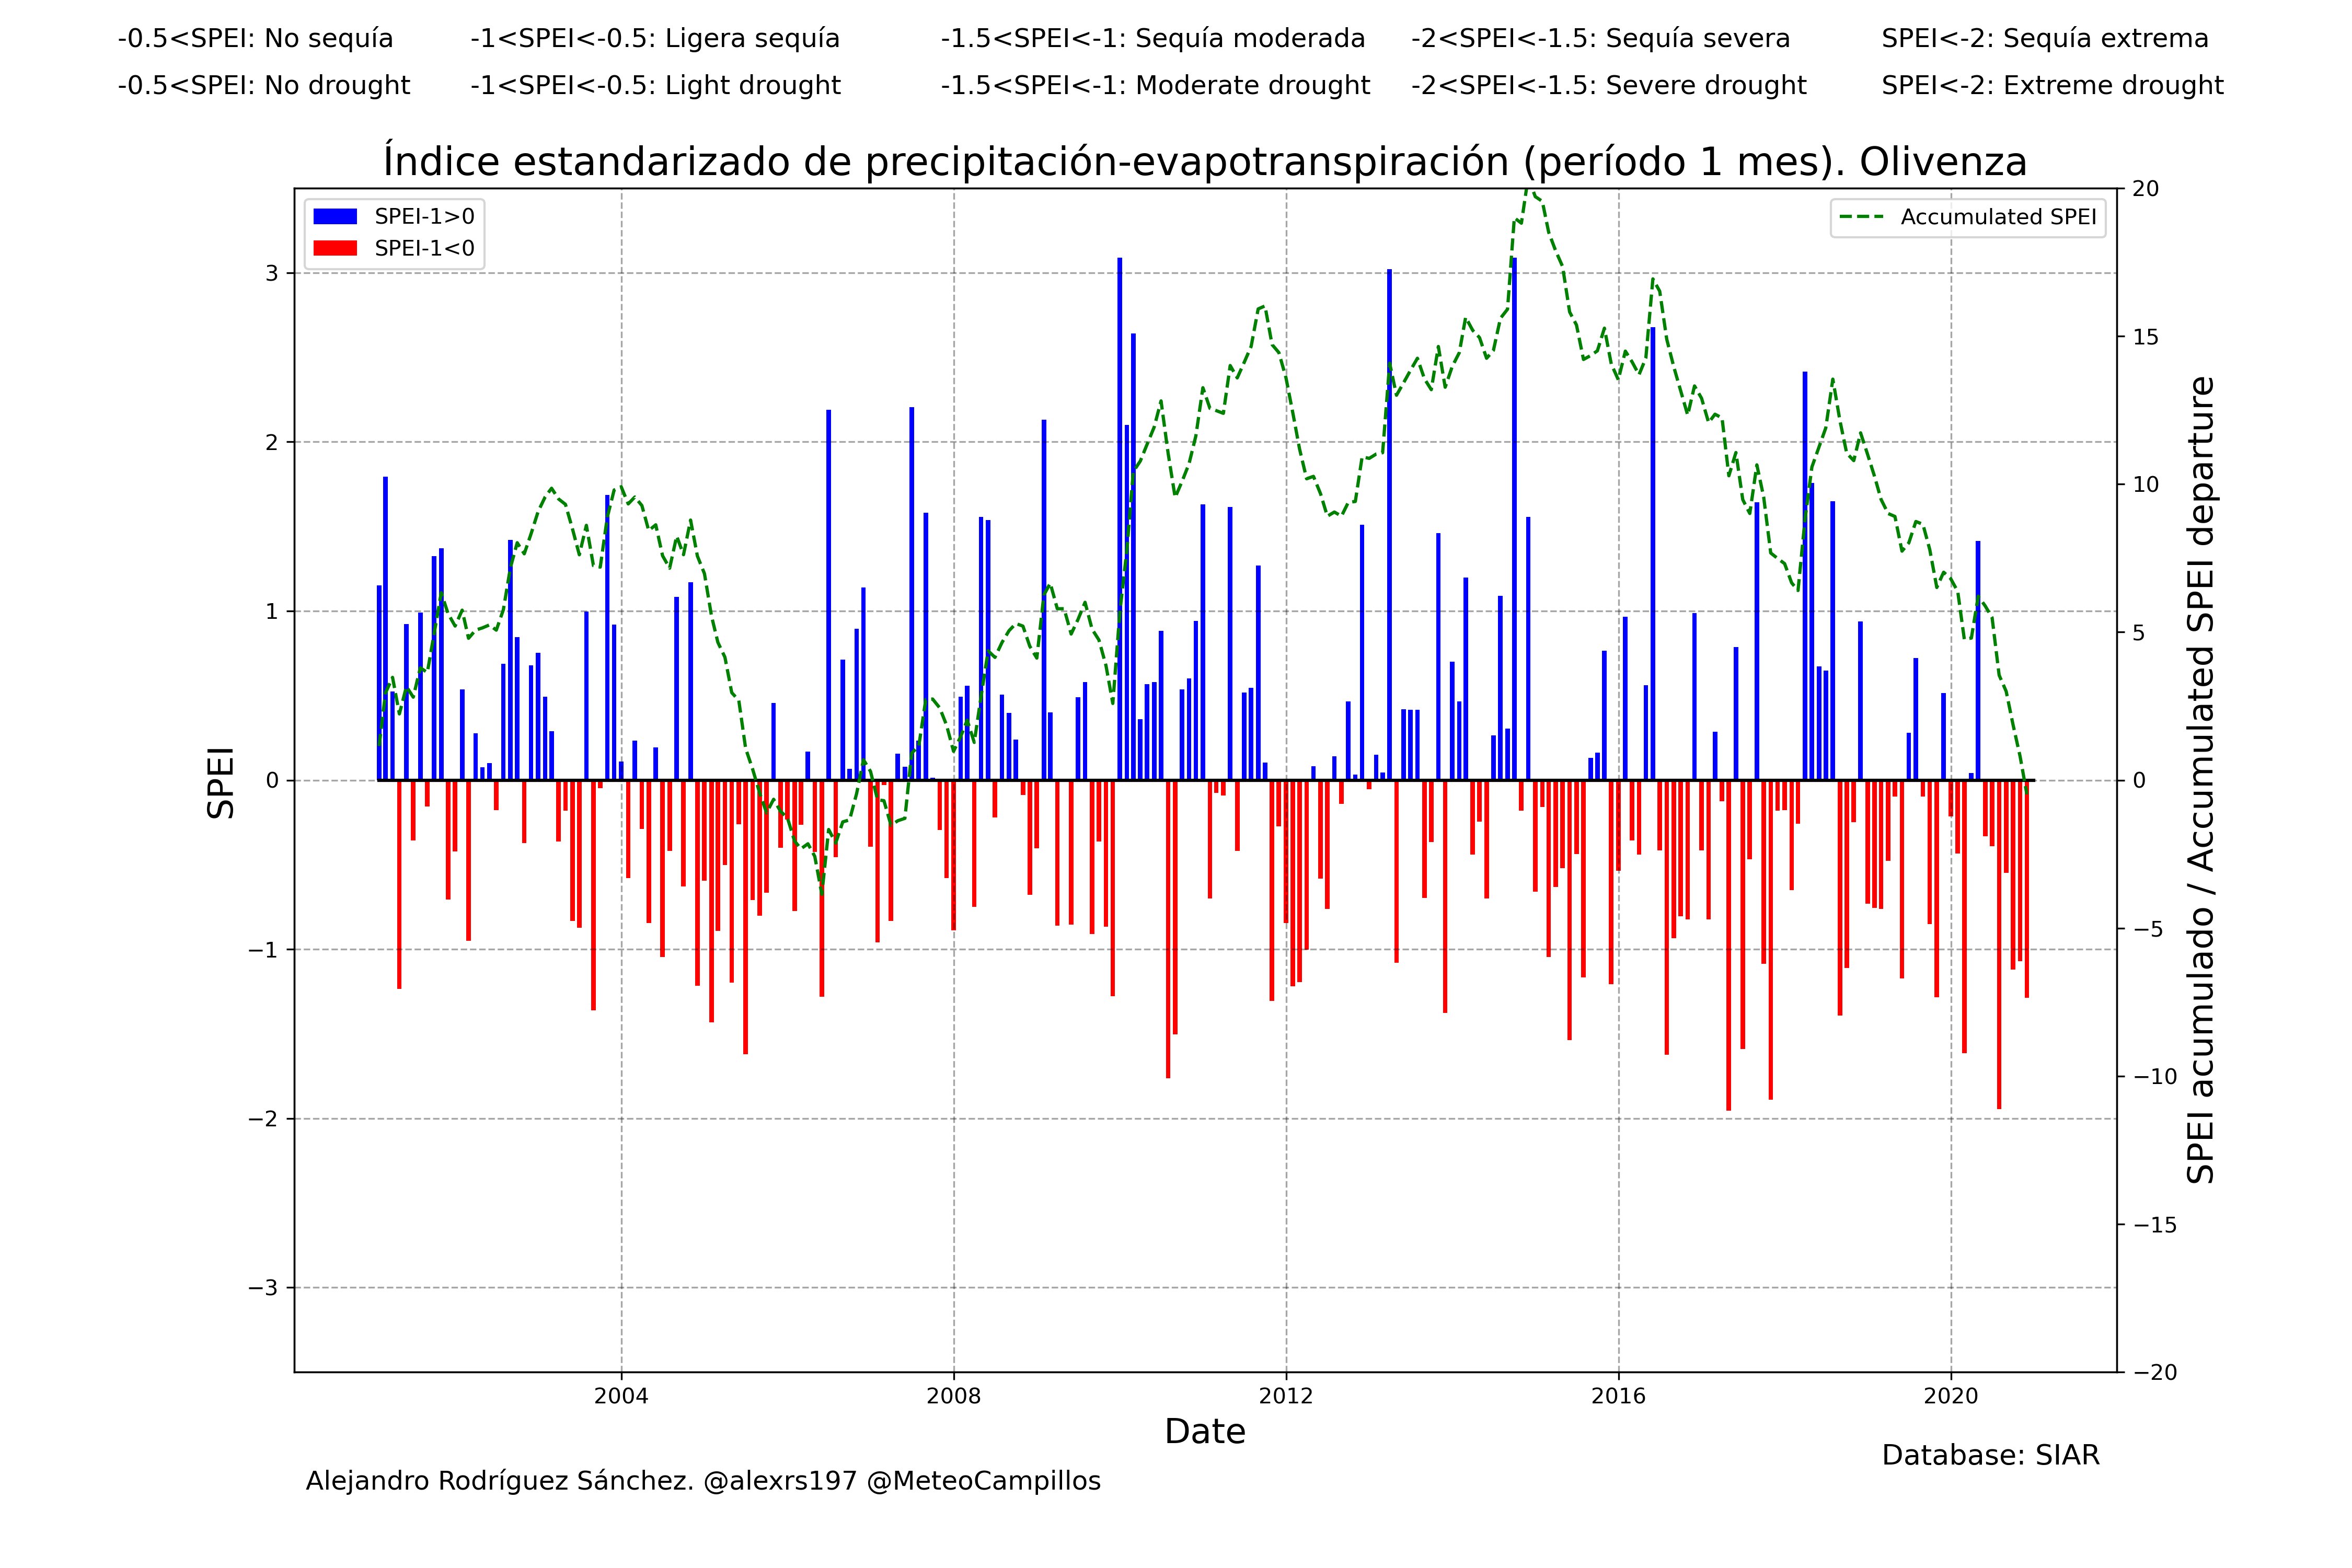 -0.5<SPEI: No sequía -1<SPEI<-0.5: Ligera sequía -1.5<SPEI<-1: Sequía moderada -2<SPEI<-1.5: Sequía severa SPEI<-2: Sequía extrema
-0.5<SPEI: No drought -1<SPEI<-0.5: Light drought -1.5<SPEI<-1: Moderate drought -2<SPEI<-1.5: Severe drought SPEI<-2: Extreme drought
Índice estandarizado de precipitación-evapotranspiración (período 1 mes). Olivenza
SPEI-1>0
SPEI-1<0
Accumulated SPEI
SPEI
3
2
1
0
−1
−2
−3
20
15
10
5
0
−5
−10
−15
−20
SPEI acumulado / Accumulated SPEI departure
2004 2008 2012 2016 2020
Date
Database: SIAR
Alejandro Rodríguez Sánchez. @alexrs197 @MeteoCampillos